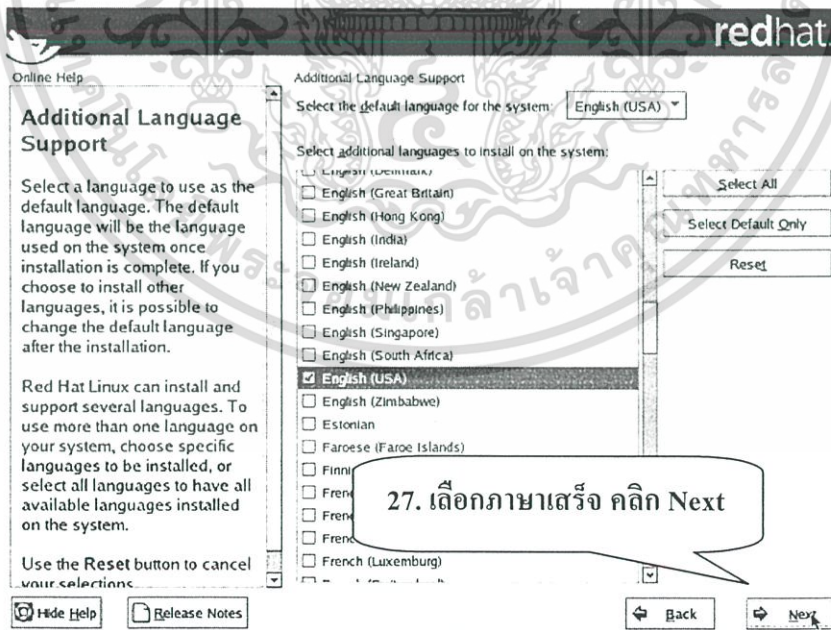 redhat.
Online Help
Additional Language
Support
Select a language to use as the
default language. The default
language will be the language
used on the system once
installation is complete. If you
choose to install other
languages, it is possible to
change the default language
after the installation.
Red Hat Linux can install and
support several languages. To
use more than one language on
your system, choose specific
languages to be installed, or
select all languages to have all
available languages installed
on the system.
Use the Reset button to cancel
your selections.
Additional Language Support
Select the default language for the system: English (USA)
Select additional languages to install on the system:
English (Denmark)
English (Great Britain)
English (Hong Kong)
English (India)
English (Ireland)
English (New Zealand)
English (Philippines)
English (Singapore)
English (South Africa)
English (USA)
English (Zimbabwe)
Estonian
Faroese (Faroe Islands)
French (Luxemburg)
Select All
Select Default Only
Reset
27. เลือกภาษาเสร็จ คลิก Next
Hide Help
Release Notes
Back
Next